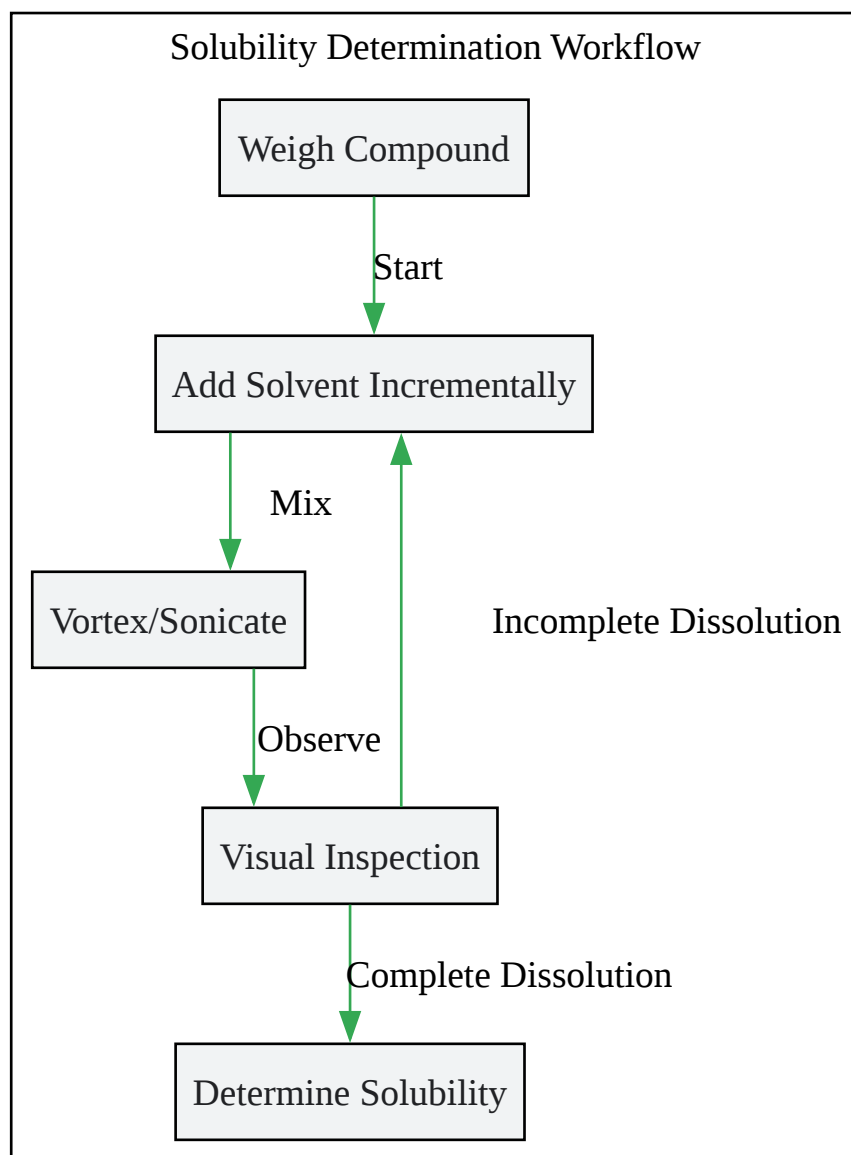 Solubility Determination Workflow
Weigh Compound
Start
Add Solvent Incrementally
Mix
Vortex/Sonicate
Incomplete Dissolution
Observe
Visual Inspection
Complete Dissolution
Determine Solubility